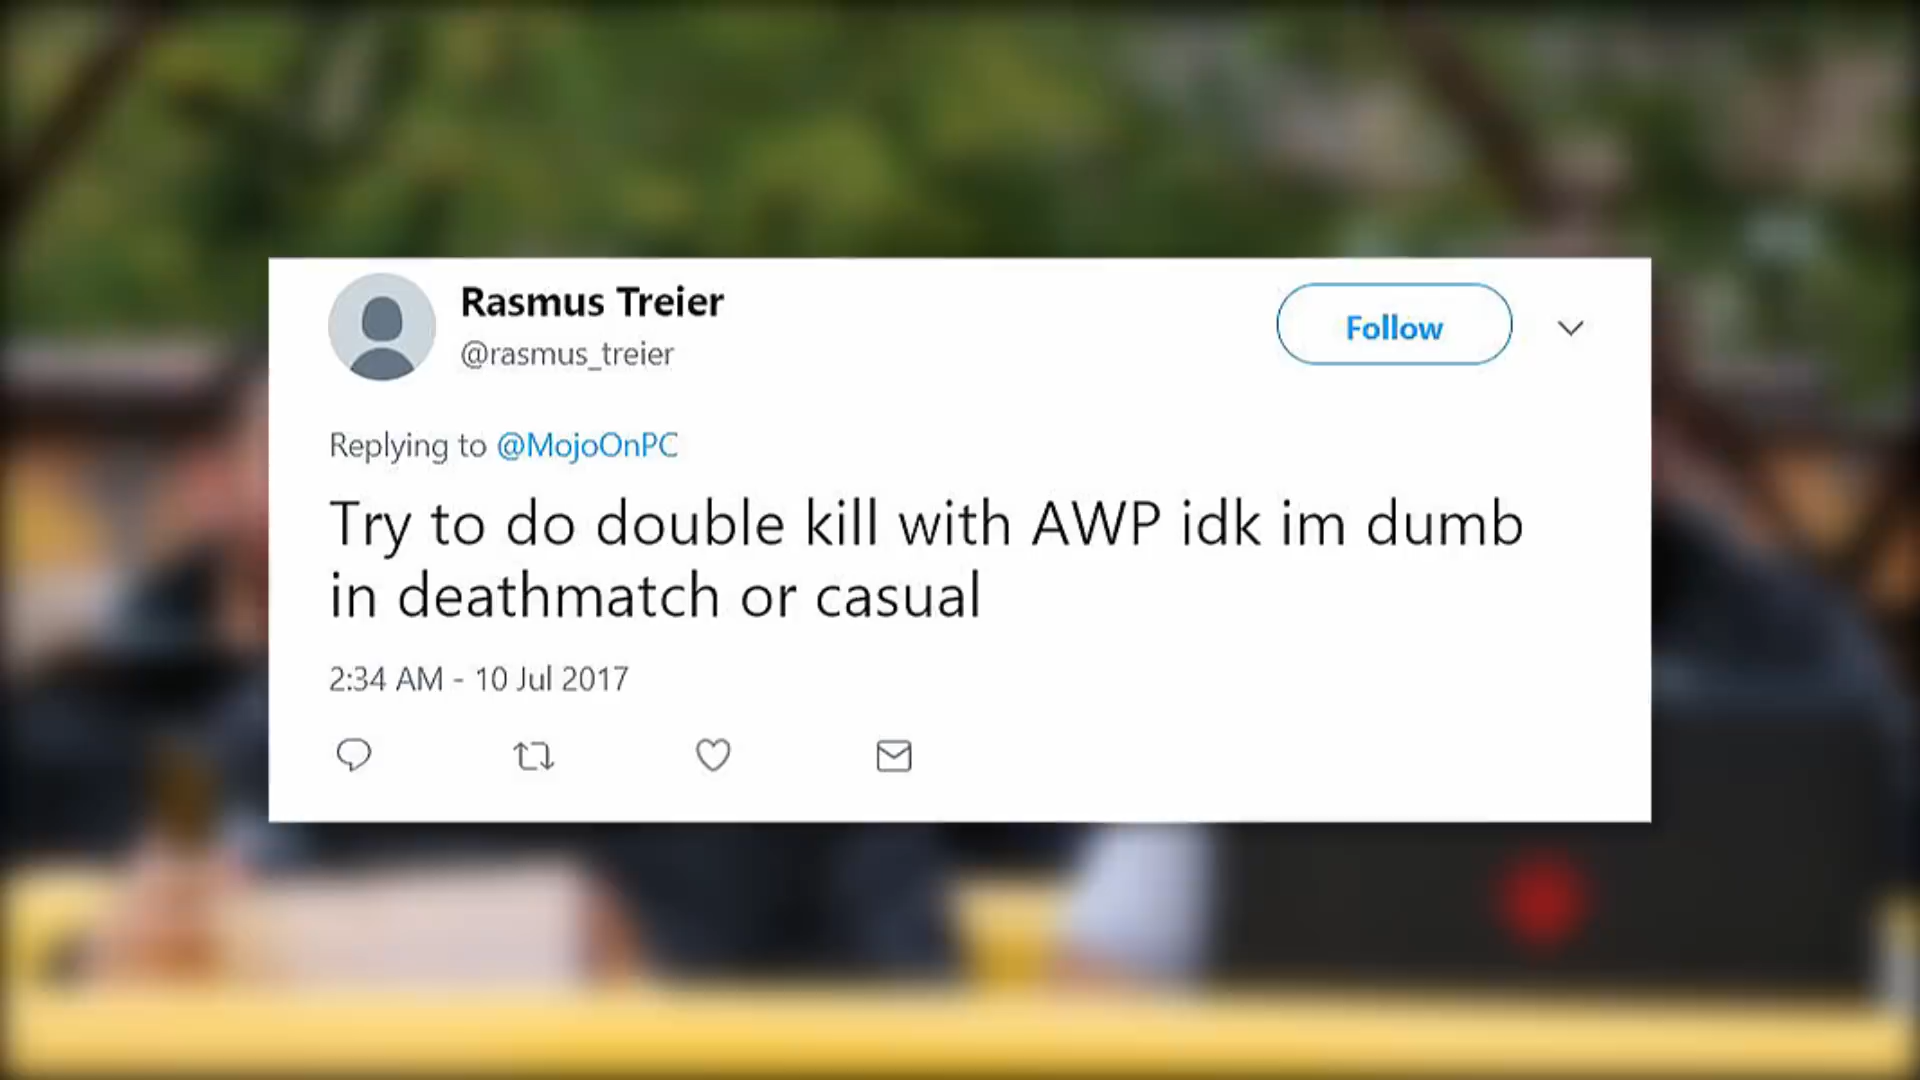 Rasmus Treier
@rasmus_treier
Follow
Replying to @MojoOnPC
Try to do double kill with AWP idk im dumb
in deathmatch or casual
2:34 AM - 10 Jul 2017